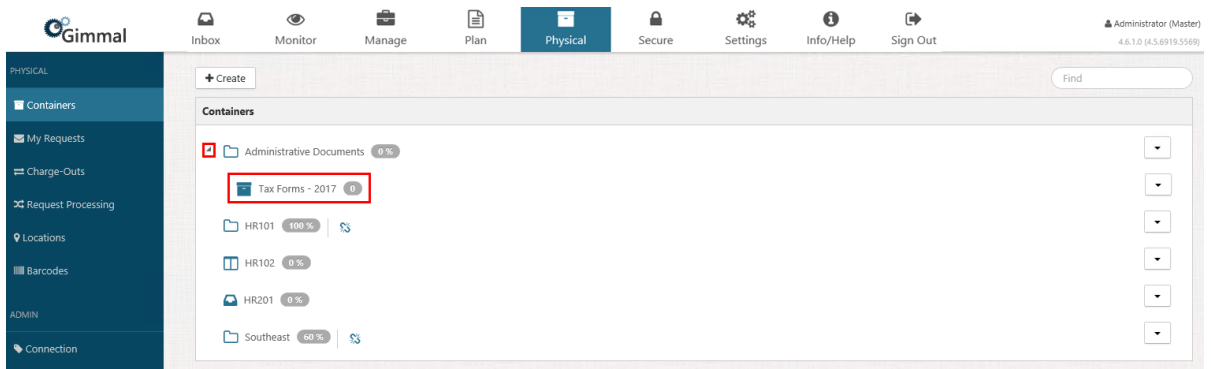 Gimmal
Inbox Monitor Manage Plan Physical Secure Settings Info/Help Sign Out
Administrator (Master)
4.6.1.0 (4.5.6919.5569)
PHYSICAL
Containers
My Requests
Charge-Outs
Request Processing
Locations
Barcodes
ADMIN
Connection
+ Create
Find
Containers
Administrative Documents 0 %
Tax Forms - 2017 0
HR101 100 %
HR102 0 %
HR201 0 %
Southeast 60 %